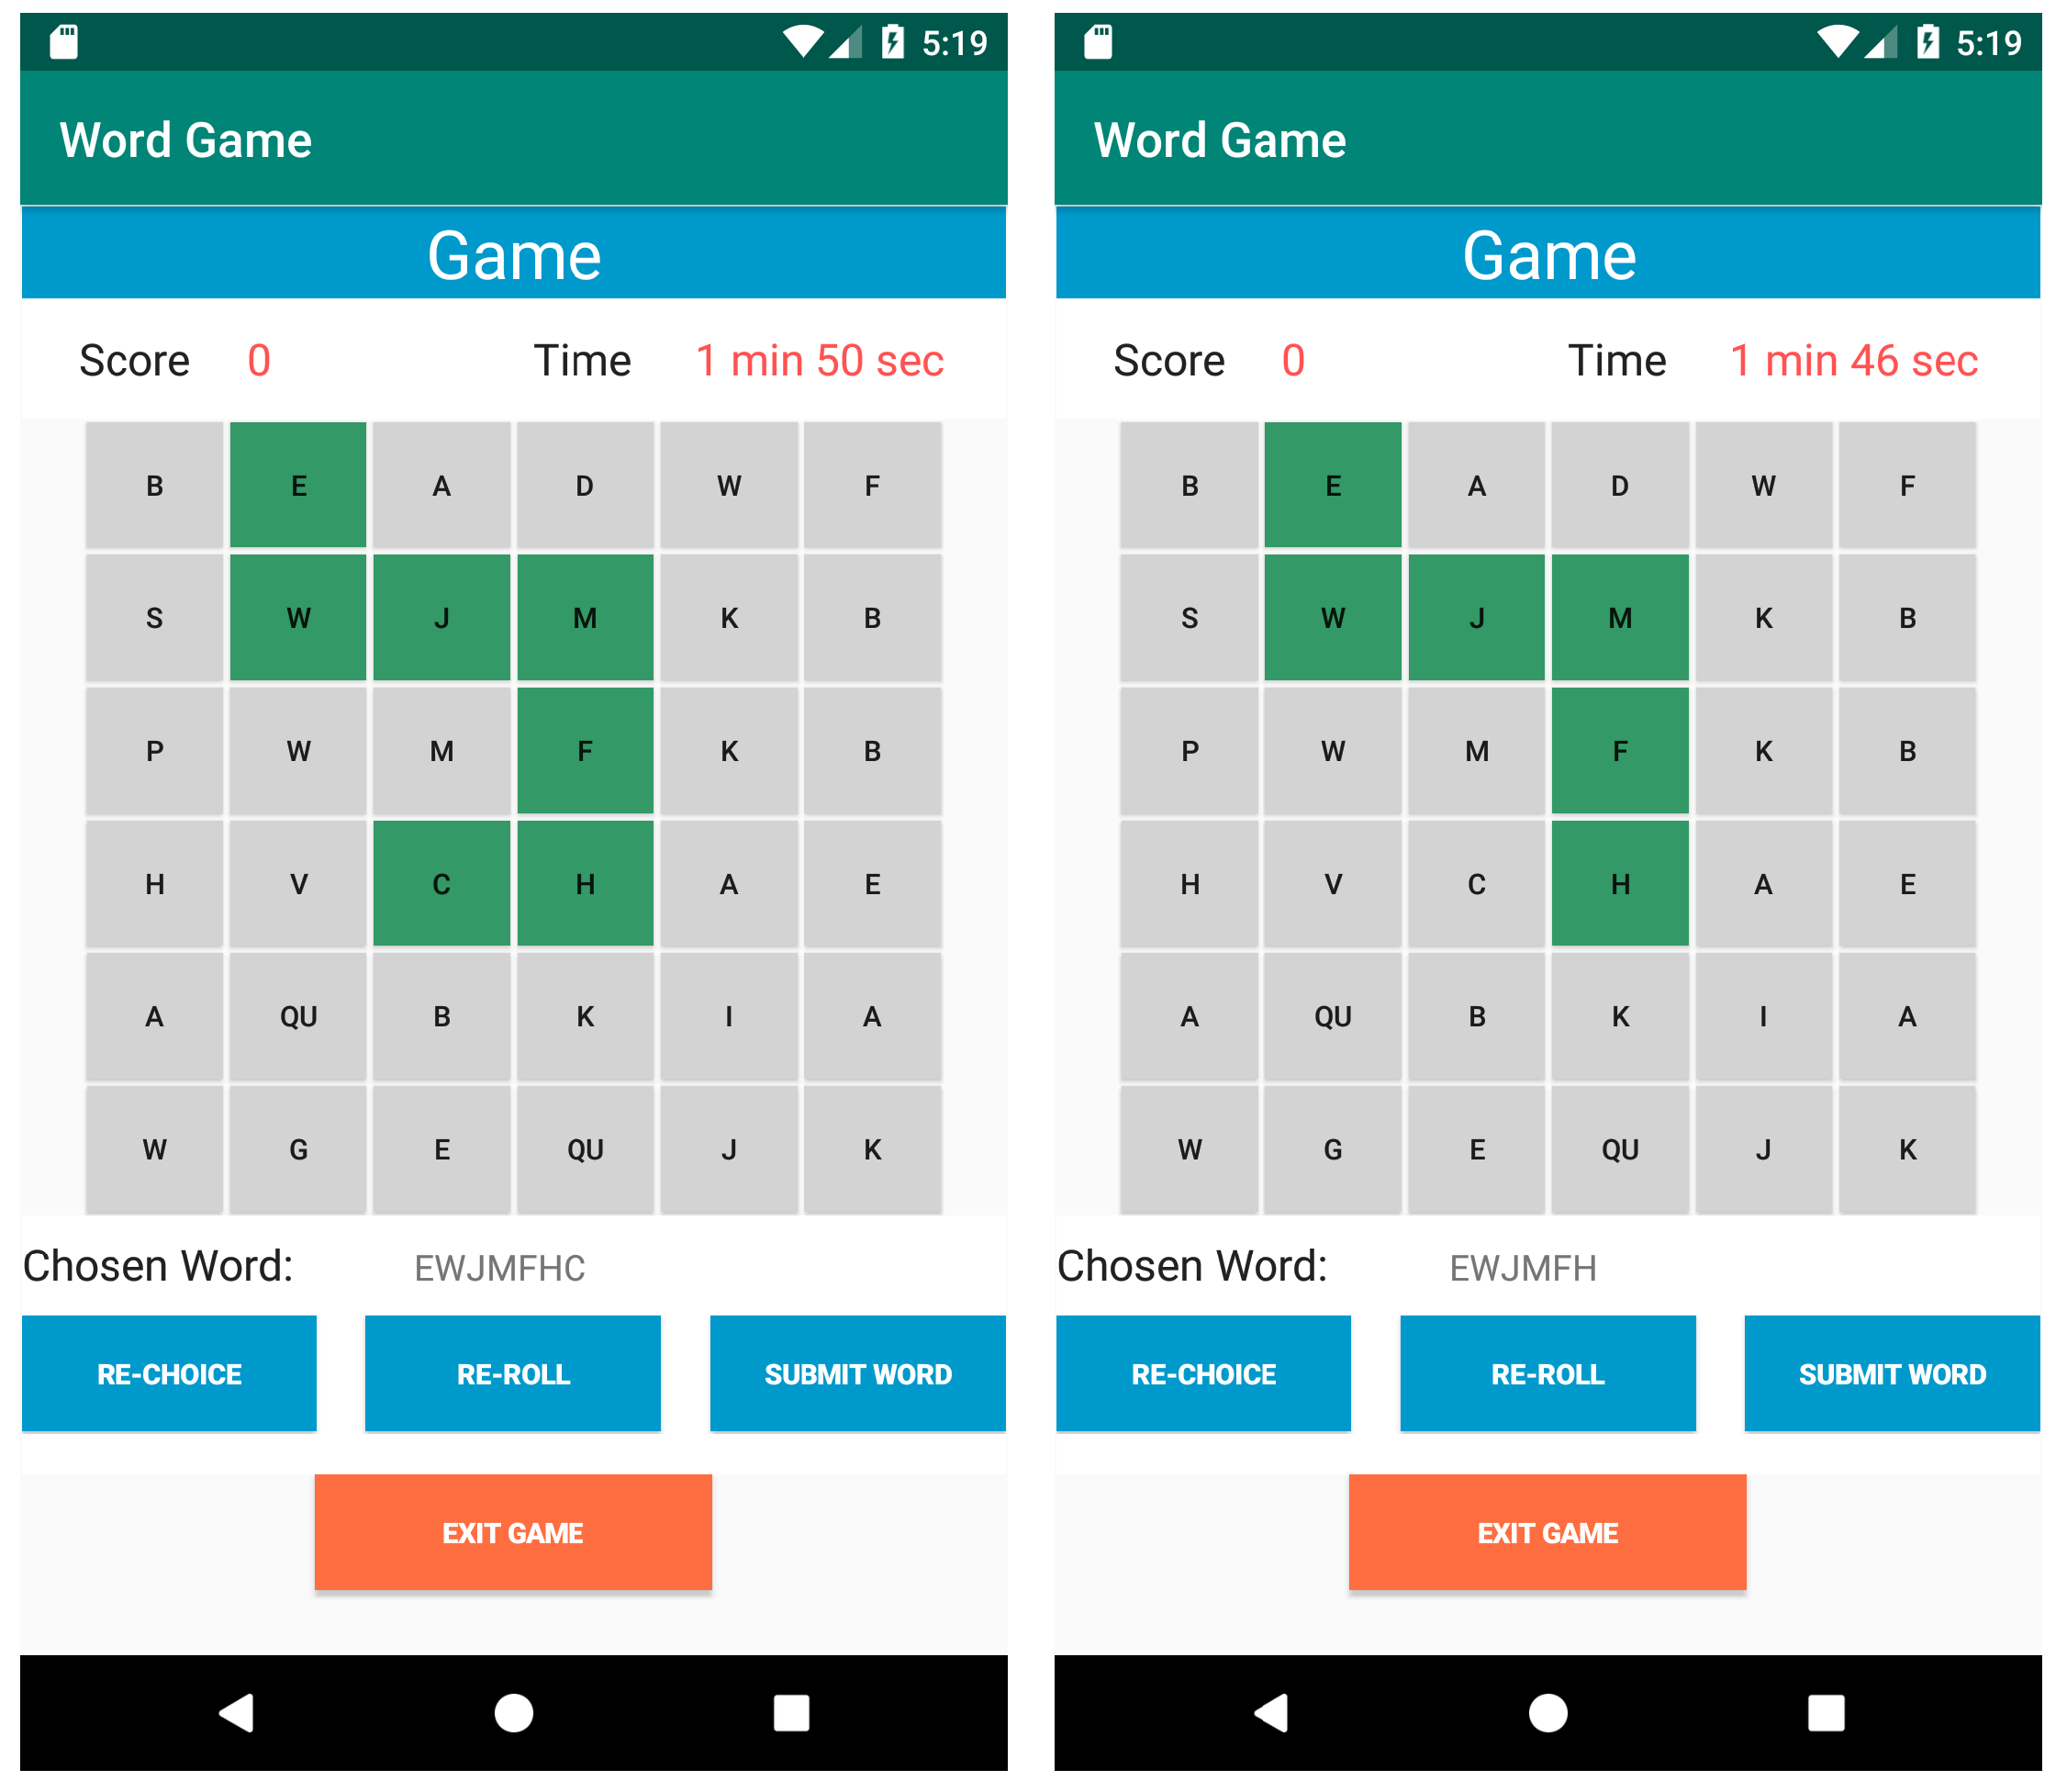 5:19
Word Game
Game
Score 0 Time 1 min 50 sec
B E A D W F
S W J M K B
P W M F K B
H V C H A E
A QU B K I A
W G E QU J K
Chosen Word: EWJMFHC
RE-CHOICE RE-ROLL SUBMIT WORD
EXIT GAME
5:19
Word Game
Game
Score 0 Time 1 min 46 sec
B E A D W F
S W J M K B
P W M F K B
H V C H A E
A QU B K I A
W G E QU J K
Chosen Word: EWJMFH
RE-CHOICE RE-ROLL SUBMIT WORD
EXIT GAME